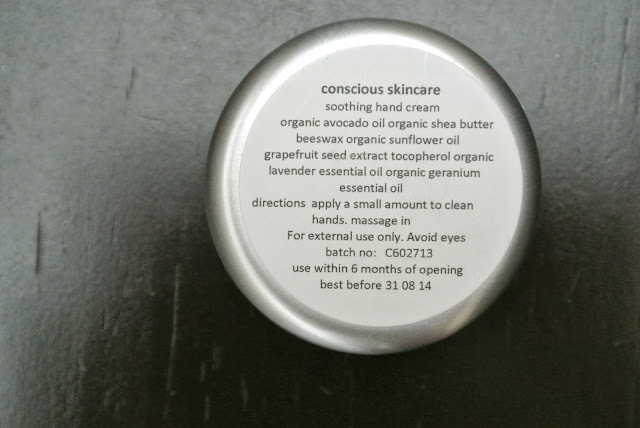 conscious skincare
soothing hand cream
organic avocado oil organic shea butter
beeswax organic sunflower oil
grapefruit seed extract tocopherol organic
lavender essential oil organic geranium
essential oil
directions apply a small amount to clean
hands. massage in
For external use only. Avoid eyes
batch no: C602713
use within 6 months of opening
best before 31 08 14